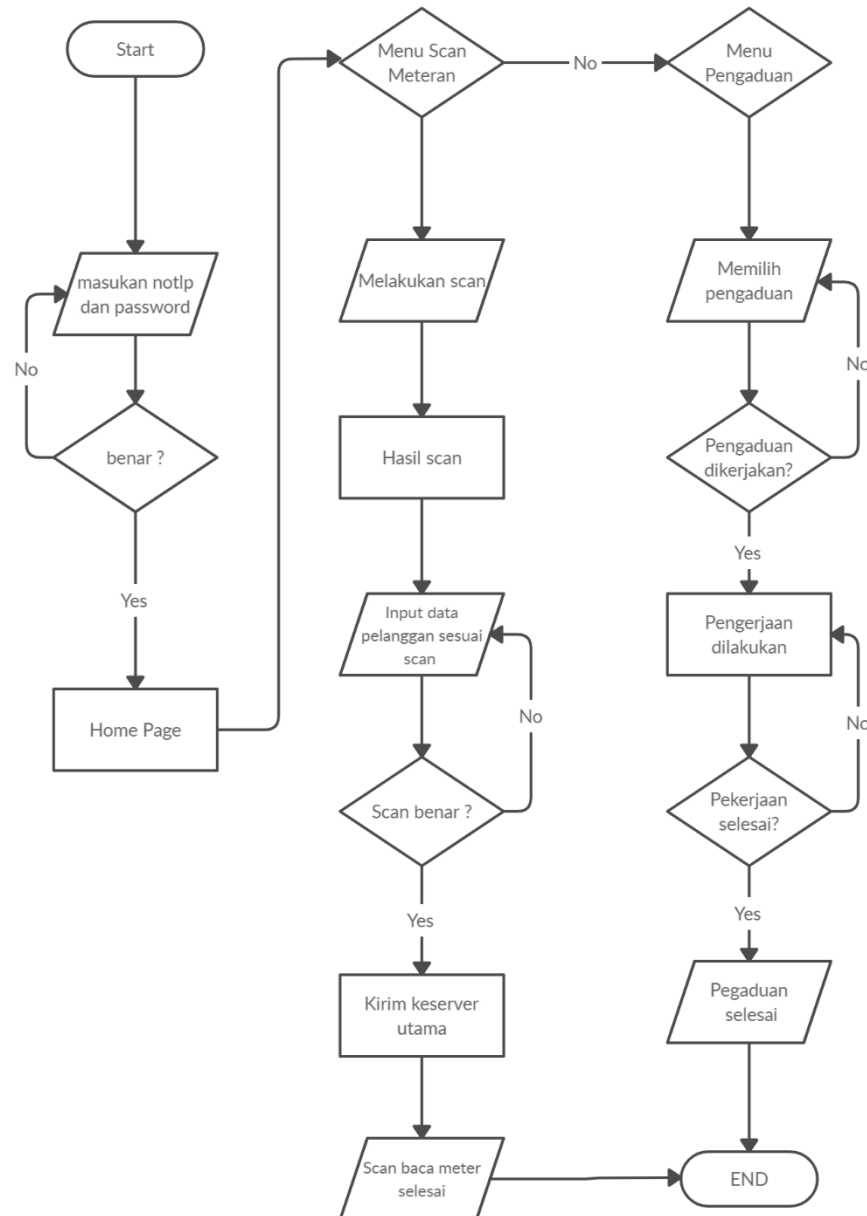 Start
masukan notlp
dan password
No
benar ?
Yes
Home Page
Menu Scan
Meteran
No
Melakukan scan
Hasil scan
Input data
pelanggan sesuai
scan
No
Scan benar ?
Yes
Kirim keserver
utama
Scan baca meter
selesai
Menu
Pengaduan
Memilih
pengaduan
No
Pengaduan
dikerjakan?
Yes
Pengerjaan
dilakukan
No
Pekerjaan
selesai?
Yes
Pegaduan
selesai
END